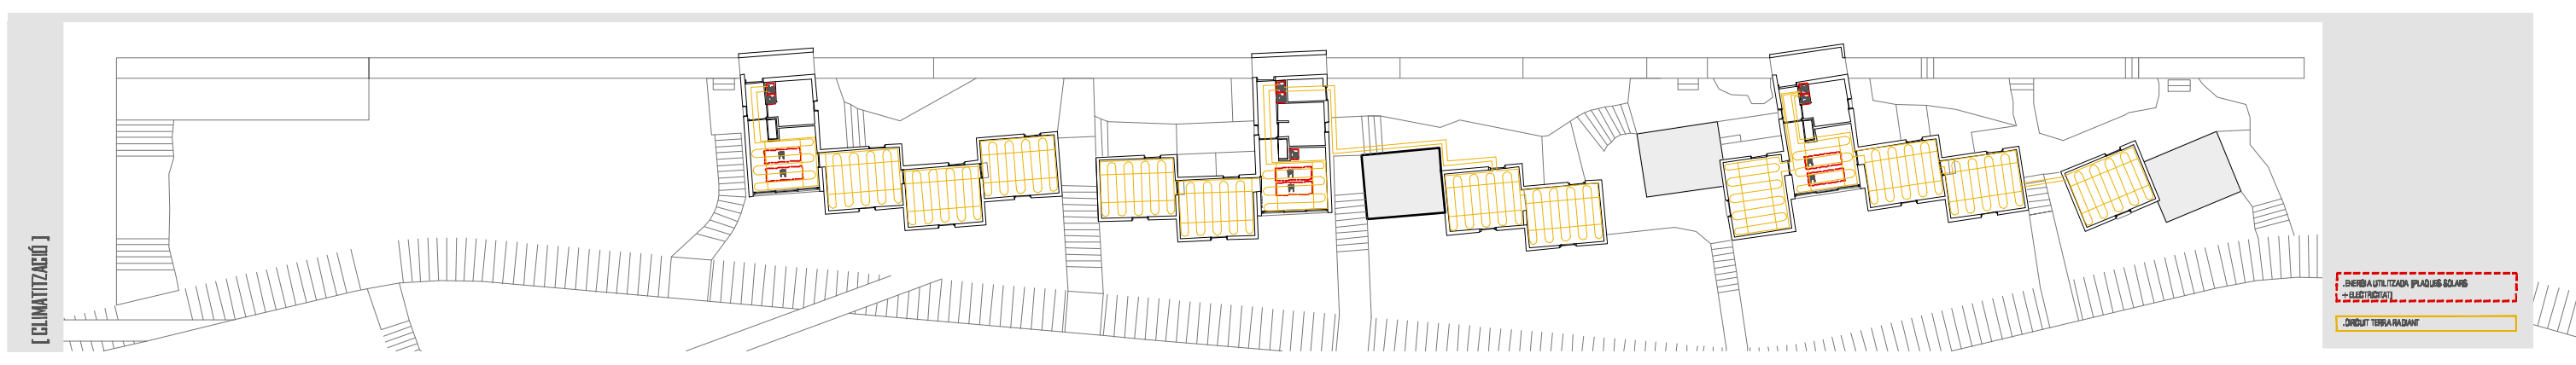 [ CLIMATITZACIÓ ]
.ENERGIA UTILITZADA [PLAQUES SOLARS
+ ELECTRICITAT]
.CIRCUIT TERRA RADIANT